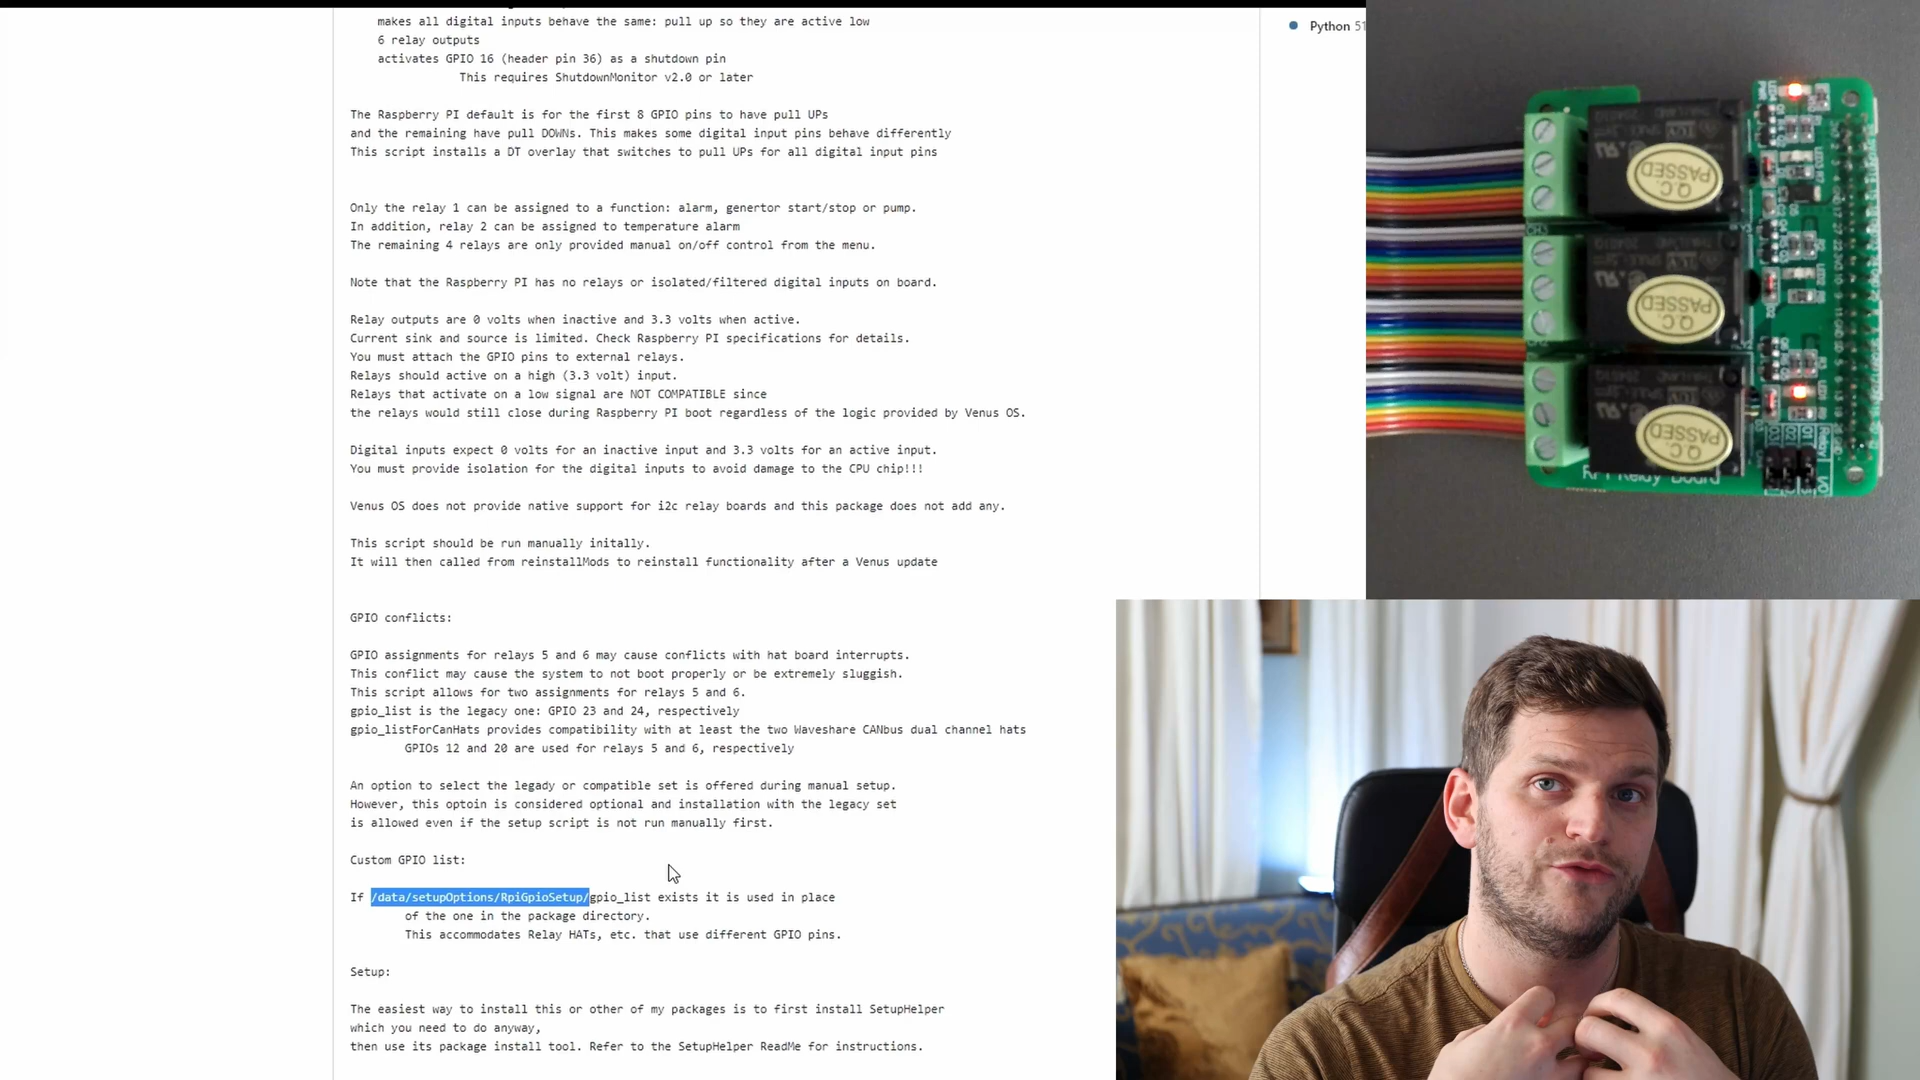 makes all digital inputs behave the same: pull up so they are active low
6 relay outputs
activates GPIO 16 (header pin 36) as a shutdown pin
This requires ShutdownMonitor v2.0 or later
The Raspberry PI default is for the first 8 GPIO pins to have pull UPs
and the remaining have pull DOWNs. This makes some digital input pins behave differently
This script installs a DT overlay that switches to pull UPs for all digital input pins
Only the relay 1 can be assigned to a function: alarm, genertor start/stop or pump.
In addition, relay 2 can be assigned to temperature alarm
The remaining 4 relays are only provided manual on/off control from the menu.
Note that the Raspberry PI has no relays or isolated/filtered digital inputs on board.
Relay outputs are 0 volts when inactive and 3.3 volts when active.
Current sink and source is limited. Check Raspberry PI specifications for details.
You must attach the GPIO pins to external relays.
Relays should active on a high (3.3 volt) input.
Relays that activate on a low signal are NOT COMPATIBLE since
the relays would still close during Raspberry PI boot regardless of the logic provided by Venus OS.
Digital inputs expect 0 volts for an inactive input and 3.3 volts for an active input.
You must provide isolation for the digital inputs to avoid damage to the CPU chip!!!
Venus OS does not provide native support for i2c relay boards and this package does not add any.
This script should be run manually initally.
It will then called from reinstallMods to reinstall functionality after a Venus update
GPIO conflicts:
GPIO assignments for relays 5 and 6 may cause conflicts with hat board interrupts.
This conflict may cause the system to not boot properly or be extremely sluggish.
This script allows for two assignments for relays 5 and 6.
gpio_list is the legacy one: GPIO 23 and 24, respectively
gpio_listForCanHats provides compatibility with at least the two Waveshare CANbus dual channel hats
GPIOs 12 and 20 are used for relays 5 and 6, respectively
An option to select the legady or compatible set is offered during manual setup.
However, this optoin is considered optional and installation with the legacy set
is allowed even if the setup script is not run manually first.
Custom GPIO list:
If /data/setupOptions/RpiGpioSetup/gpio_list exists it is used in place
of the one in the package directory.
This accommodates Relay HATs, etc. that use different GPIO pins.
Setup:
The easiest way to install this or other of my packages is to first install SetupHelper
which you need to do anyway,
then use its package install tool. Refer to the SetupHelper ReadMe for instructions.
Python 51
Q.C.
PASSED
Q.C.
PASSED
Q.C.
PASSED
RPi Relay Board